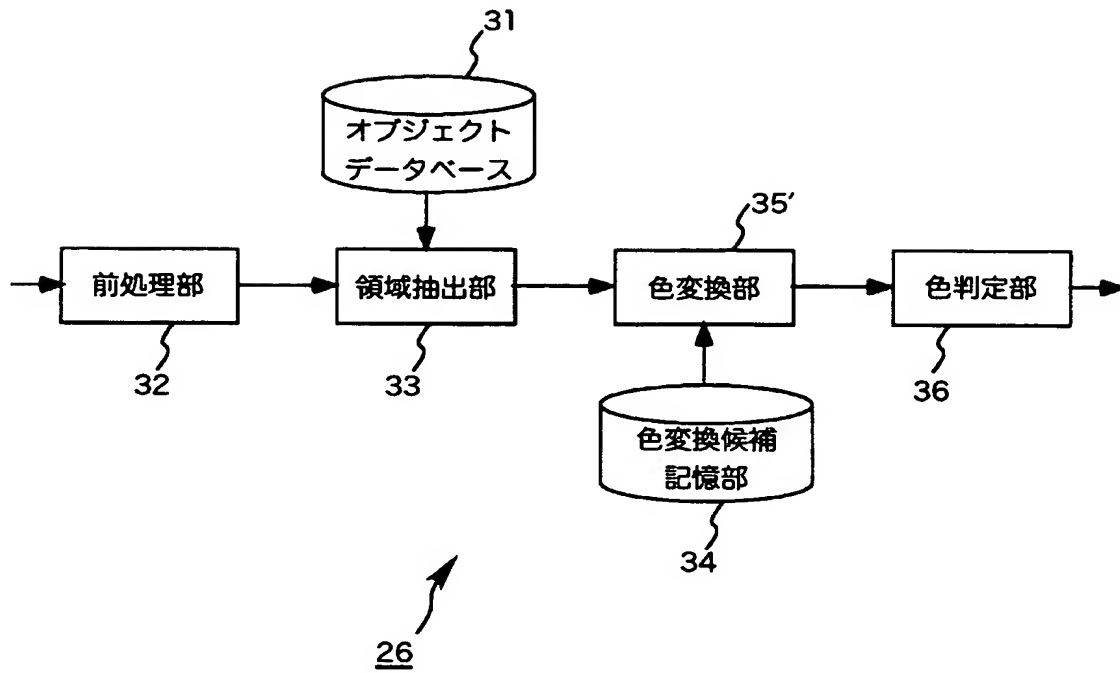 31
オブジェクト
データベース
35′
前処理部
領域抽出部
色変換部
色判定部
32
33
36
色変換候補
記憶部
34
26